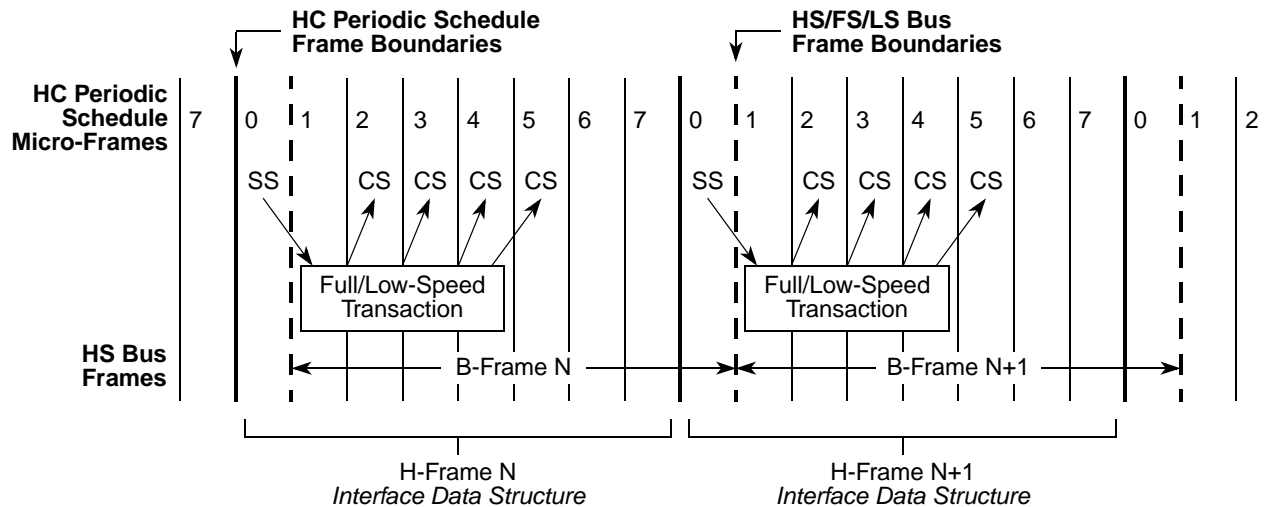 HC Periodic Schedule
Frame Boundaries
HS/FS/LS Bus
Frame Boundaries
HC Periodic
Schedule
Micro-Frames
7 0 1 2 3 4 5 6 7 0 1 2 3 4 5 6 7 0 1 2
SS CS CS CS CS SS CS CS CS CS
Full/Low-Speed
Transaction
Full/Low-Speed
Transaction
HS Bus
Frames
B-Frame N
B-Frame N+1
H-Frame N
Interface Data Structure
H-Frame N+1
Interface Data Structure